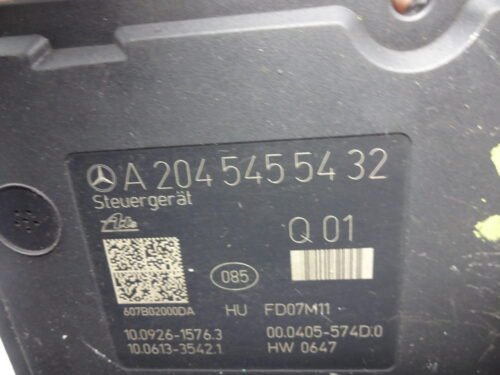 A 204 545 54 32
Steuergerät
Ate
Q 01
085
607B02000DA HU FD07M11
10.0926-1576.3 00.0405-574D.0
10.0613-3542.1 HW 0647